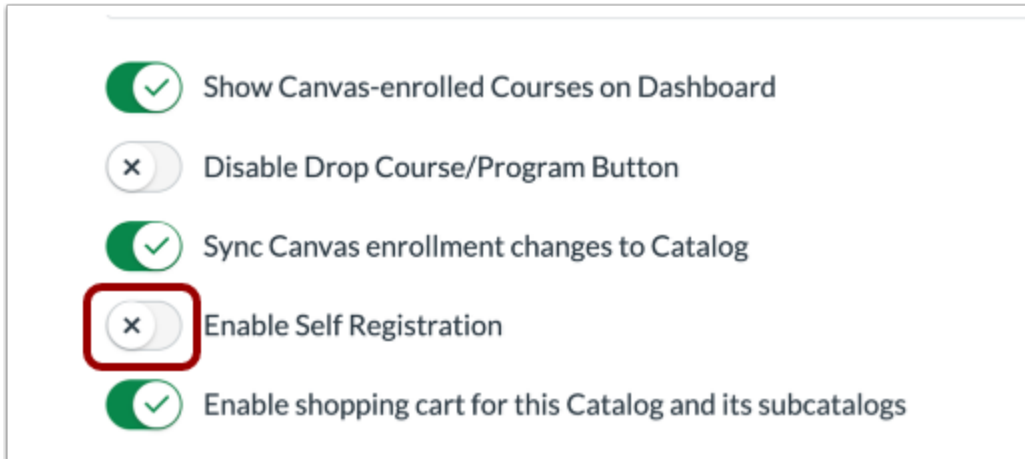 Show Canvas-enrolled Courses on Dashboard
Disable Drop Course/Program Button
Sync Canvas enrollment changes to Catalog
Enable Self Registration
Enable shopping cart for this Catalog and its subcatalogs